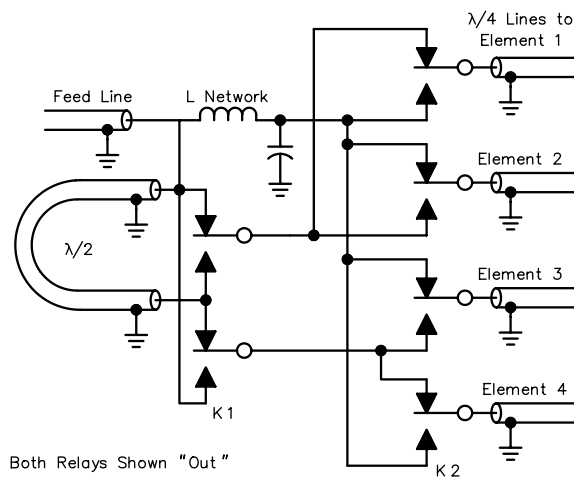 λ/4 Lines to
Element 1
Feed Line
L Network
Element 2
λ/2
Element 3
Element 4
K1
Both Relays Shown "Out"
K2